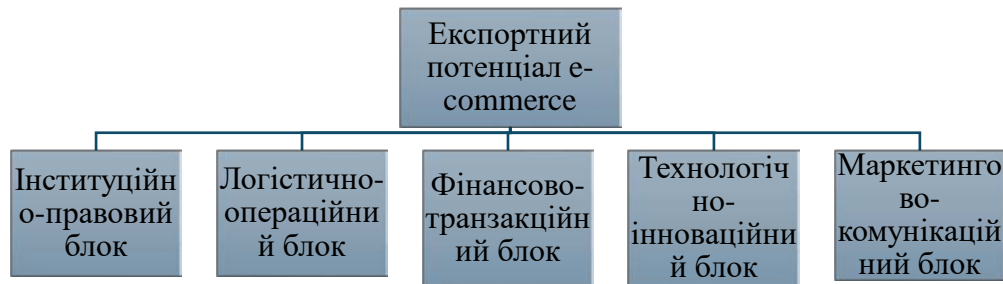 Експортний
потенціал e-
commerce
Інституційн
о-правовий
блок
Логістично-
операційни
й блок
Фінансово-
транзакційн
ий блок
Технологіч
но-
інноваційни
й блок
Маркетинго
во-
комунікацій
ний блок